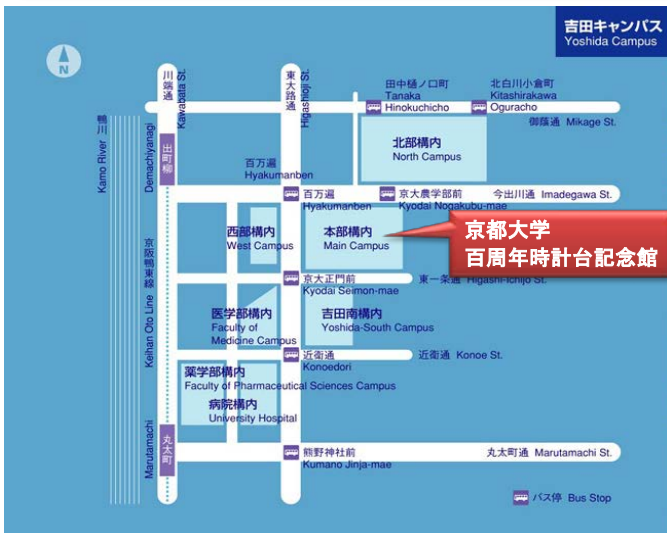 吉田キャンパス
Yoshida Campus
N
川端通
Kawabata St.
東大路通
Higashioji St.
田中樋ノ口町
Tanaka
Hinokuchicho
北白川小倉町
Kitashirakawa
Oguracho
御蔭通 Mikage St.
鴨川
Kamo River
出町柳
Demachiyanagi
北部構内
North Campus
百万遍
Hyakumanben
百万遍
Hyakumanben
京大農学部前
Kyodai Nogakubu-mae
今出川通 Imadegawa St.
西部構内
West Campus
本部構内
Main Campus
京都大学
百周年時計台記念館
京阪鴨東線
Keihan Oto Line
京大正門前
Kyodai Seimon-mae
東一条通 Higashi-Ichijo St.
医学部構内
Faculty of
Medicine Campus
吉田南構内
Yoshida-South Campus
近衛通
Konoedori
近衛通 Konoe St.
薬学部構内
Faculty of Pharmaceutical Sciences Campus
病院構内
University Hospital
丸太町
Marutamachi
熊野神社前
Kumano Jinja-mae
丸太町通 Marutamachi St.
バス停 Bus Stop